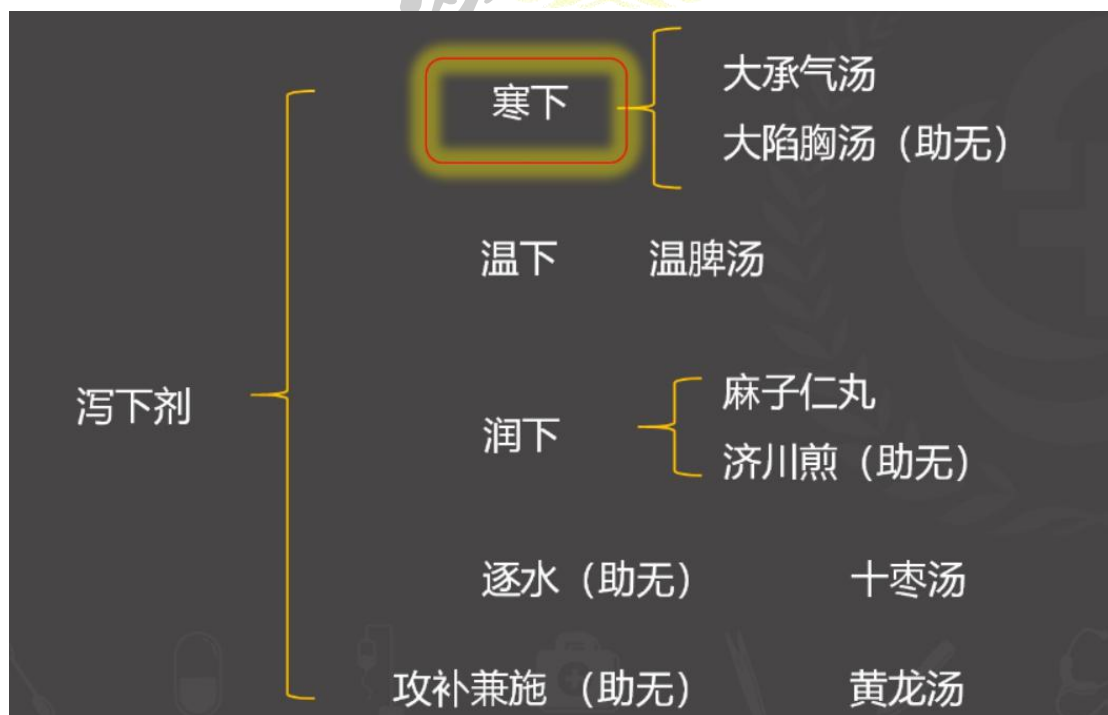 寒下
大承气汤
大陷胸汤（助无）
温下 温脾汤
泻下剂
润下
麻子仁丸
济川煎（助无）
逐水（助无） 十枣汤
攻补兼施 （助无） 黄龙汤